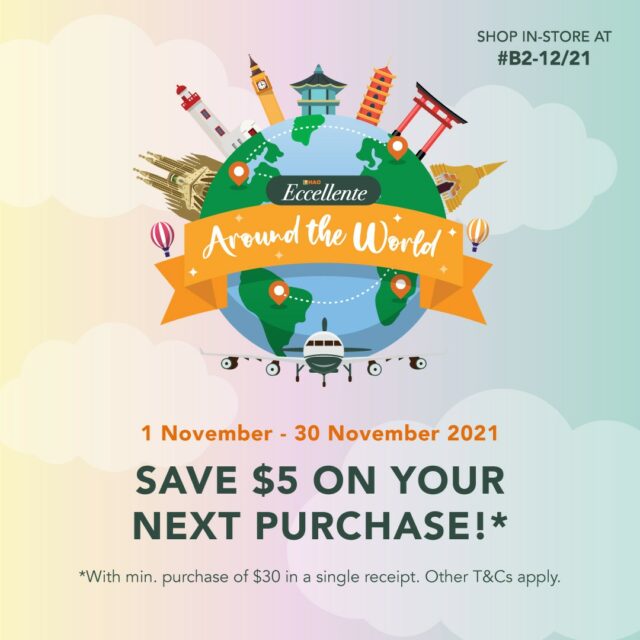 SHOP IN-STORE AT
#B2-12/21
HAO
Eccellente
Around the World
1 November - 30 November 2021
SAVE $5 ON YOUR
NEXT PURCHASE!*
*With min. purchase of $30 in a single receipt. Other T&Cs apply.